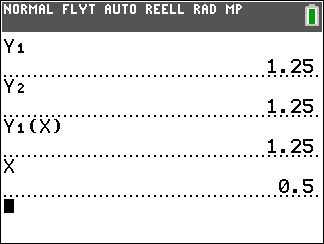 NORMAL FLYT AUTO REELL RAD MP
Y₁
1.25
Y₂
1.25
Y₁(X)
1.25
X
0.5